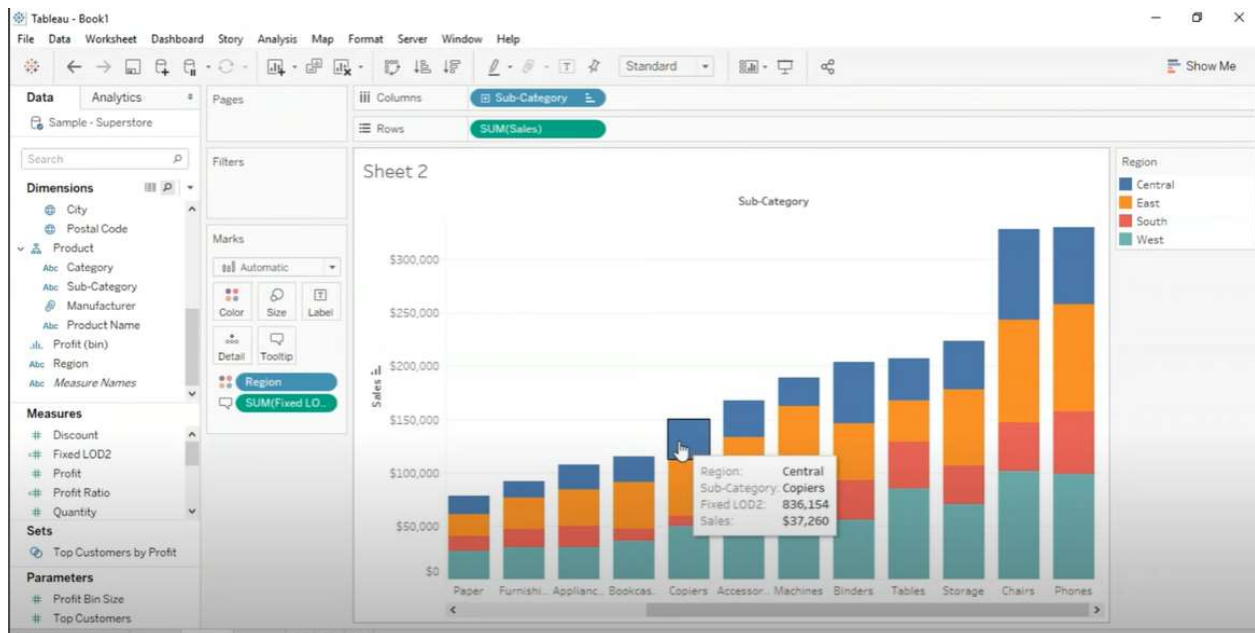 Tableau - Book1
File Data Worksheet Dashboard Story Analysis Map Format Server Window Help
Standard
Show Me
Data Analytics
Sample - Superstore
Search
Dimensions
City
Postal Code
Product
Abc Category
Abc Sub-Category
Manufacturer
Abc Product Name
Profit (bin)
Abc Region
Abc Measure Names
Measures
# Discount
=# Fixed LOD2
# Profit
=# Profit Ratio
# Quantity
Sets
Top Customers by Profit
Parameters
# Profit Bin Size
# Top Customers
Pages
Filters
Marks
Automatic
Color Size Label
Detail Tooltip
Region
SUM(Fixed LO..
Columns Sub-Category
Rows SUM(Sales)
Sheet 2
Sub-Category
Sales
$300,000
$250,000
$200,000
$150,000
$100,000
$50,000
$0
Region: Central
Sub-Category: Copiers
Fixed LOD2: 836,154
Sales: $37,260
Paper Furnishi.. Applianc.. Bookcas.. Copiers Accessor.. Machines Binders Tables Storage Chairs Phones
Region
Central
East
South
West